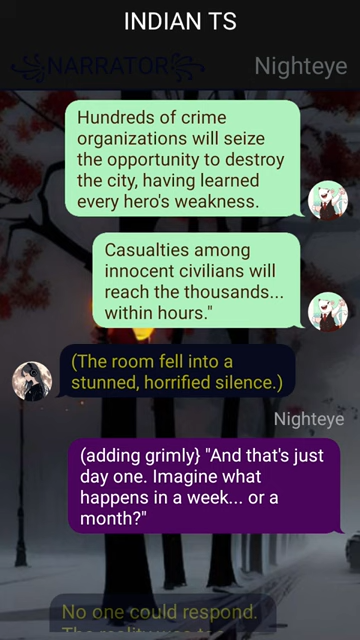 INDIAN TS
꧁NARRATOR꧂
Nighteye
Hundreds of crime
organizations will seize
the opportunity to destroy
the city, having learned
every hero's weakness.
Casualties among
innocent civilians will
reach the thousands...
within hours."
(The room fell into a
stunned, horrified silence.)
Nighteye
(adding grimly} "And that's just
day one. Imagine what
happens in a week... or a
month?"
No one could respond.
The reality was